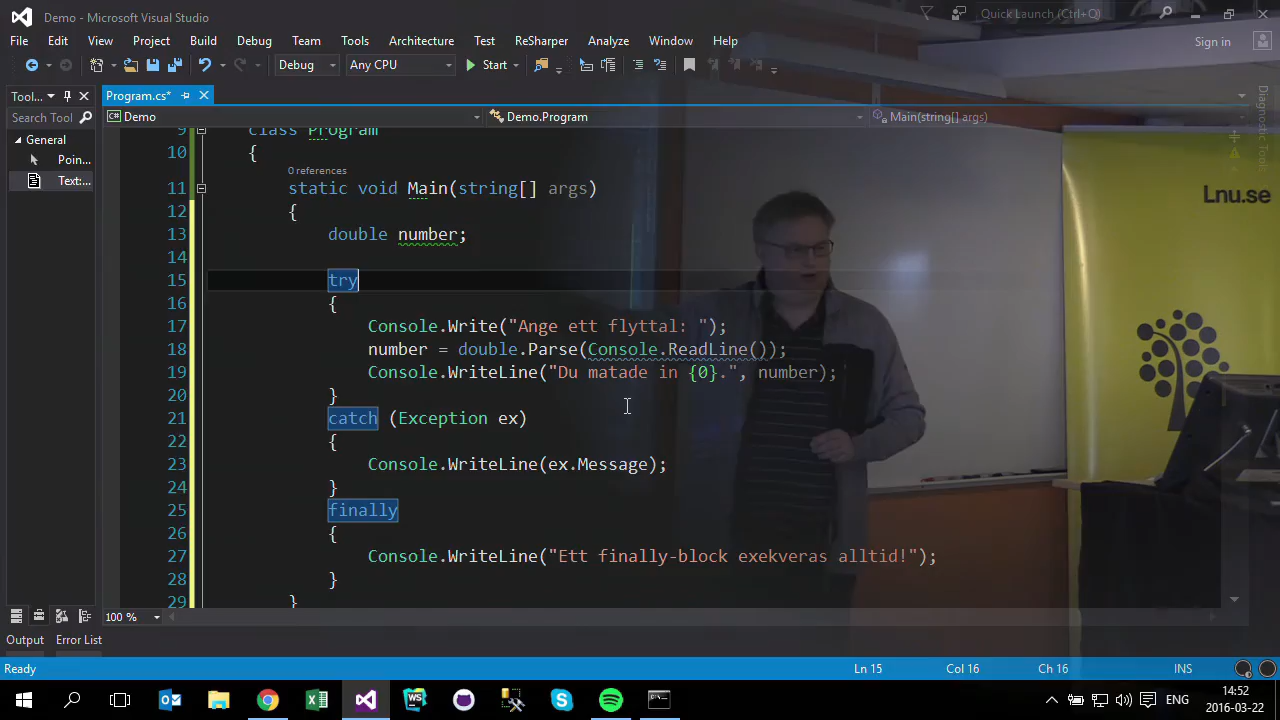 Demo - Microsoft Visual Studio
Quick Launch (Ctrl+Q)
File Edit View Project Build Debug Team Tools Architecture Test ReSharper Analyze Window Help
Sign in
Debug Any CPU Start
Tool...
Program.cs*
Search Tool
Demo
Demo.Program
Main(string[] args)
General
Poin...
Text:...
Diagnostic Tools
Lnu.se
9 class Program
10 {
0 references
11 static void Main(string[] args)
12 {
13 double number;
14
15 try
16 {
17 Console.Write("Ange ett flyttal: ");
18 number = double.Parse(Console.ReadLine());
19 Console.WriteLine("Du matade in {0}.", number);
20 }
21 catch (Exception ex)
22 {
23 Console.WriteLine(ex.Message);
24 }
25 finally
26 {
27 Console.WriteLine("Ett finally-block exekveras alltid!");
28 }
29 }
100 %
Output Error List
Ready Ln 15 Col 16 Ch 16 INS
ENG
14:52
2016-03-22